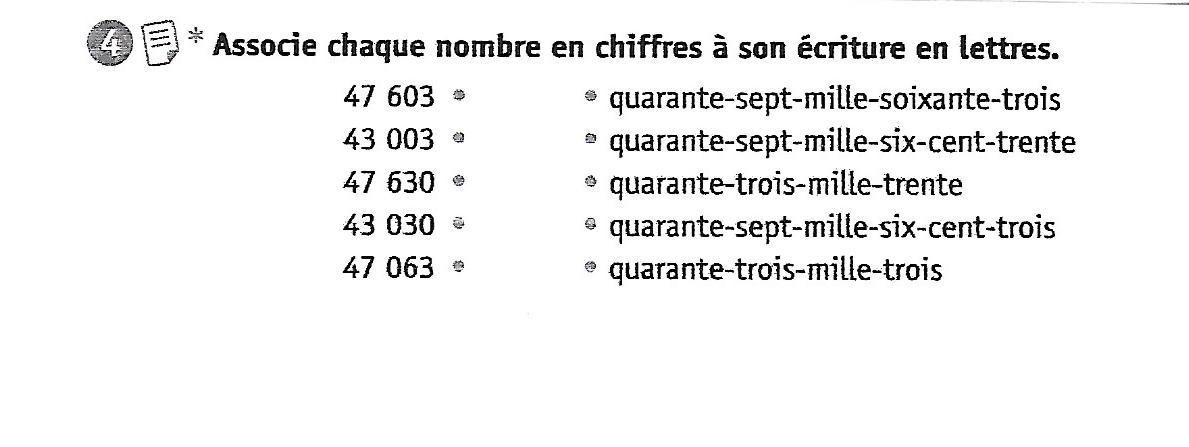 4 * Associe chaque nombre en chiffres à son écriture en lettres.
47 603 • • quarante-sept-mille-soixante-trois
43 003 • • quarante-sept-mille-six-cent-trente
47 630 • • quarante-trois-mille-trente
43 030 • • quarante-sept-mille-six-cent-trois
47 063 • • quarante-trois-mille-trois